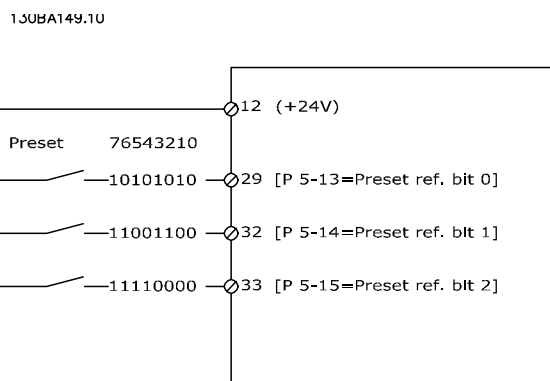 130BA149.10
12 (+24V)
Preset 76543210
10101010 29 [P 5-13=Preset ref. bit 0]
11001100 32 [P 5-14=Preset ref. bit 1]
11110000 33 [P 5-15=Preset ref. bit 2]